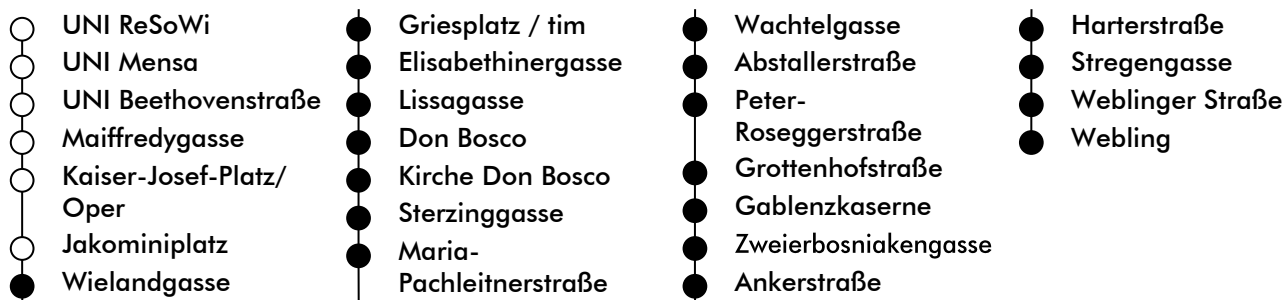 UNI ReSoWi
UNI Mensa
UNI Beethovenstraße
Maiffredygasse
Kaiser-Josef-Platz/
Oper
Jakominiplatz
Wielandgasse
Griesplatz / tim
Elisabethinergasse
Lissagasse
Don Bosco
Kirche Don Bosco
Sterzinggasse
Maria-
Pachleitnerstraße
Wachtelgasse
Abstallerstraße
Peter-
Roseggerstraße
Grottenhofstraße
Gablenzkaserne
Zweierbosniakengasse
Ankerstraße
Harterstraße
Stregengasse
Weblinger Straße
Webling